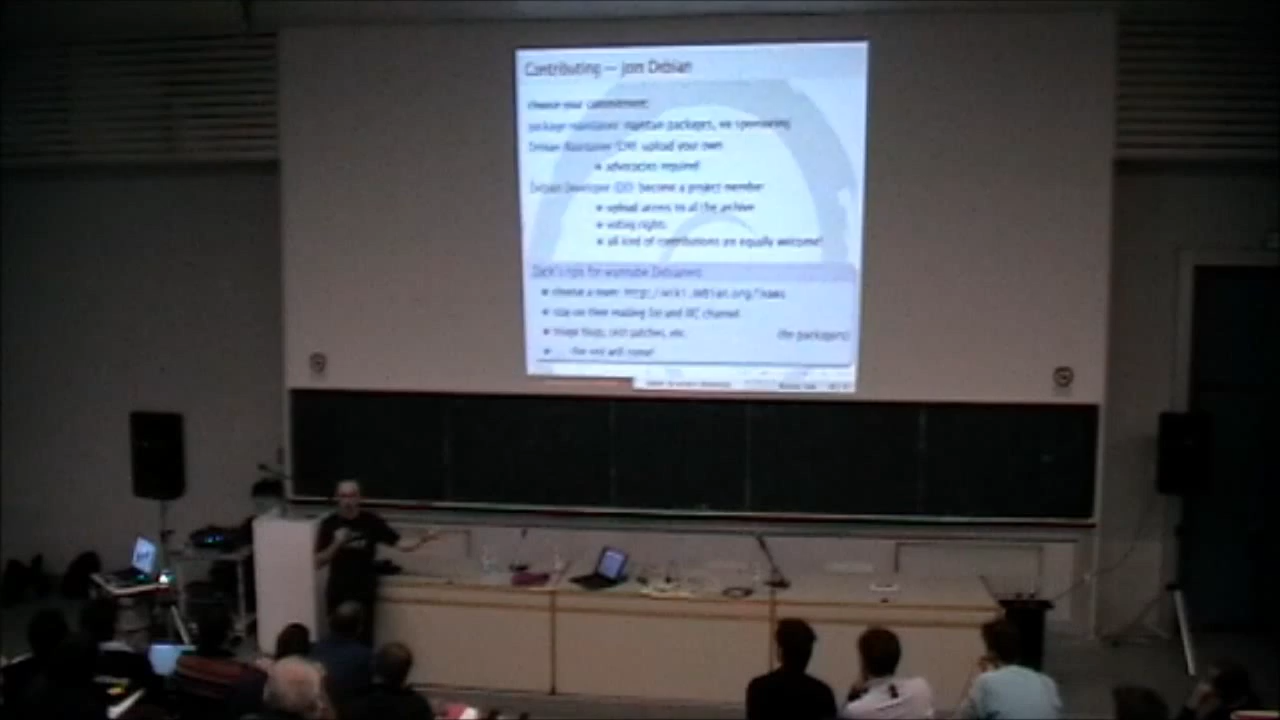 Contributing — Join Debian
choose your commitment:
package maintainer maintain packages, via sponsoring
Debian Maintainer (DM) upload your own
advocacies required!
Debian Developer (DD) become a project member
upload access to all the archive
voting rights
all kind of contributions are equally welcome!
Zack's tips for wannabe Debianers
choose a team http://wiki.debian.org/Teams
stay on their mailing list and IRC channel
triage bugs, test patches, etc. (be packagers)
the rest will come!